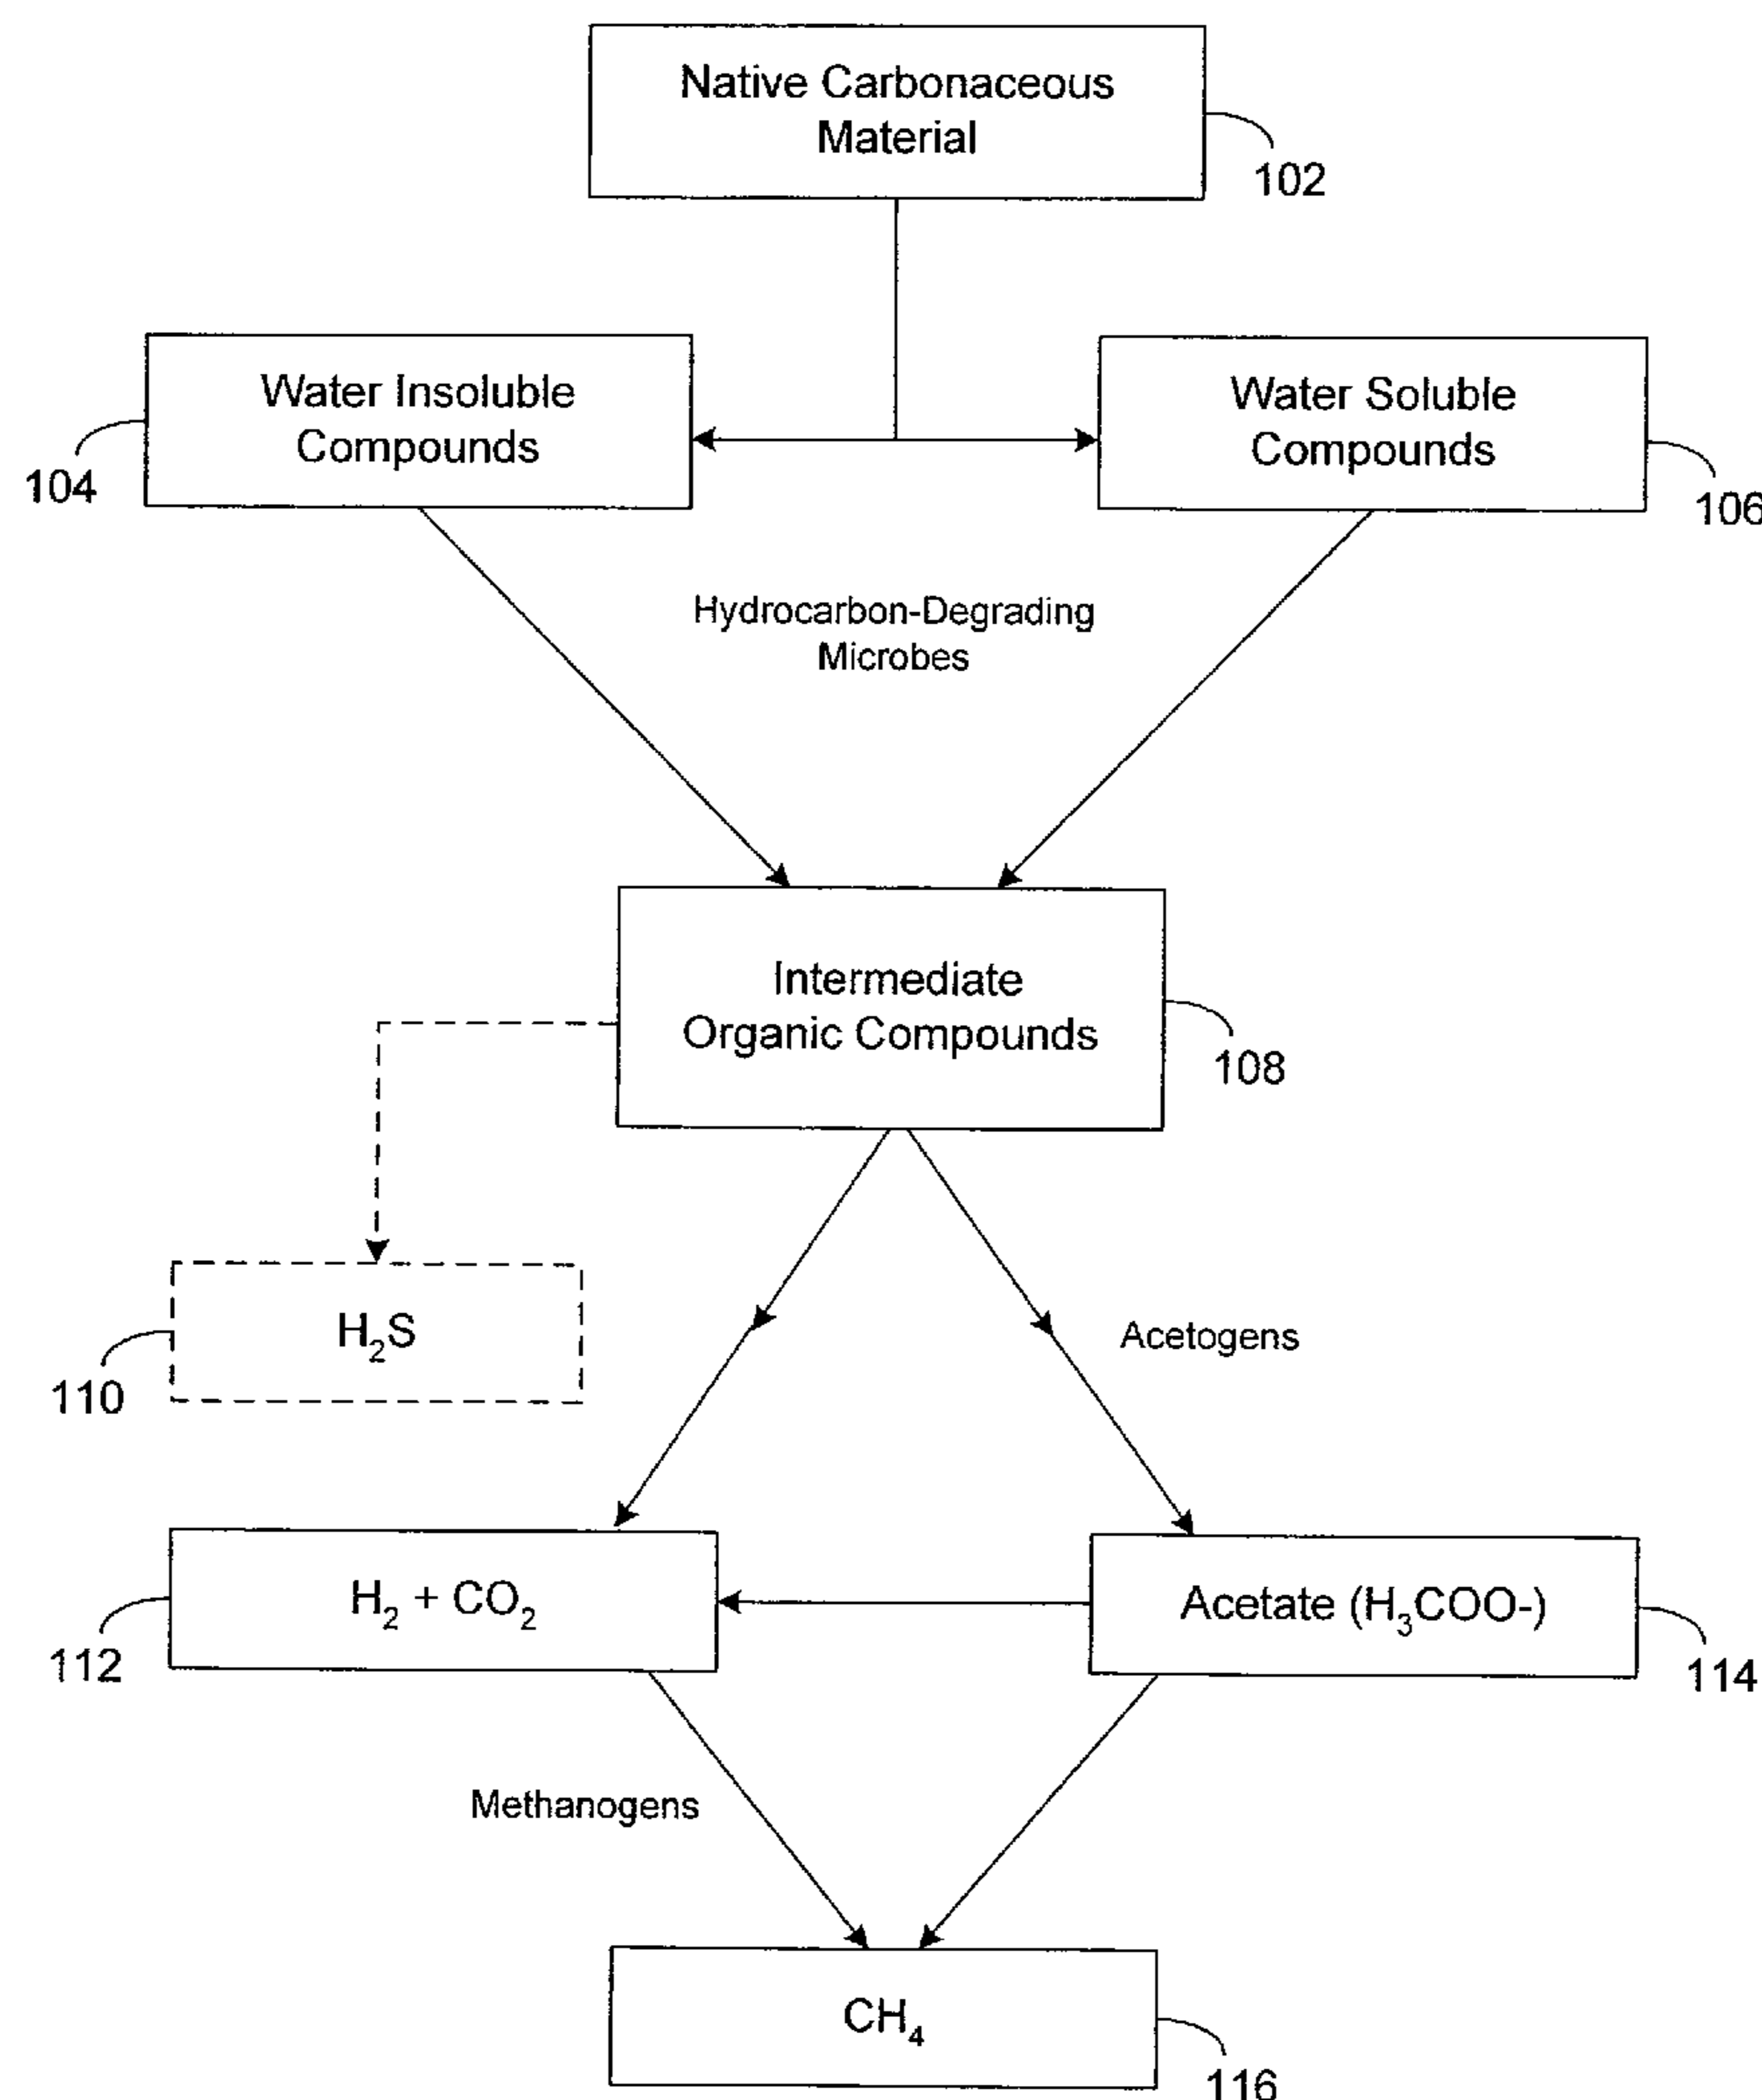 Native Carbonaceous
Material
102
Water Insoluble
Compounds
104
Water Soluble
Compounds
106
Hydrocarbon-Degrading
Microbes
Intermediate
Organic Compounds
108
H₂S
110
Acetogens
H₂ + CO₂
112
Acetate (H₃COO-)
114
Methanogens
CH₄
116